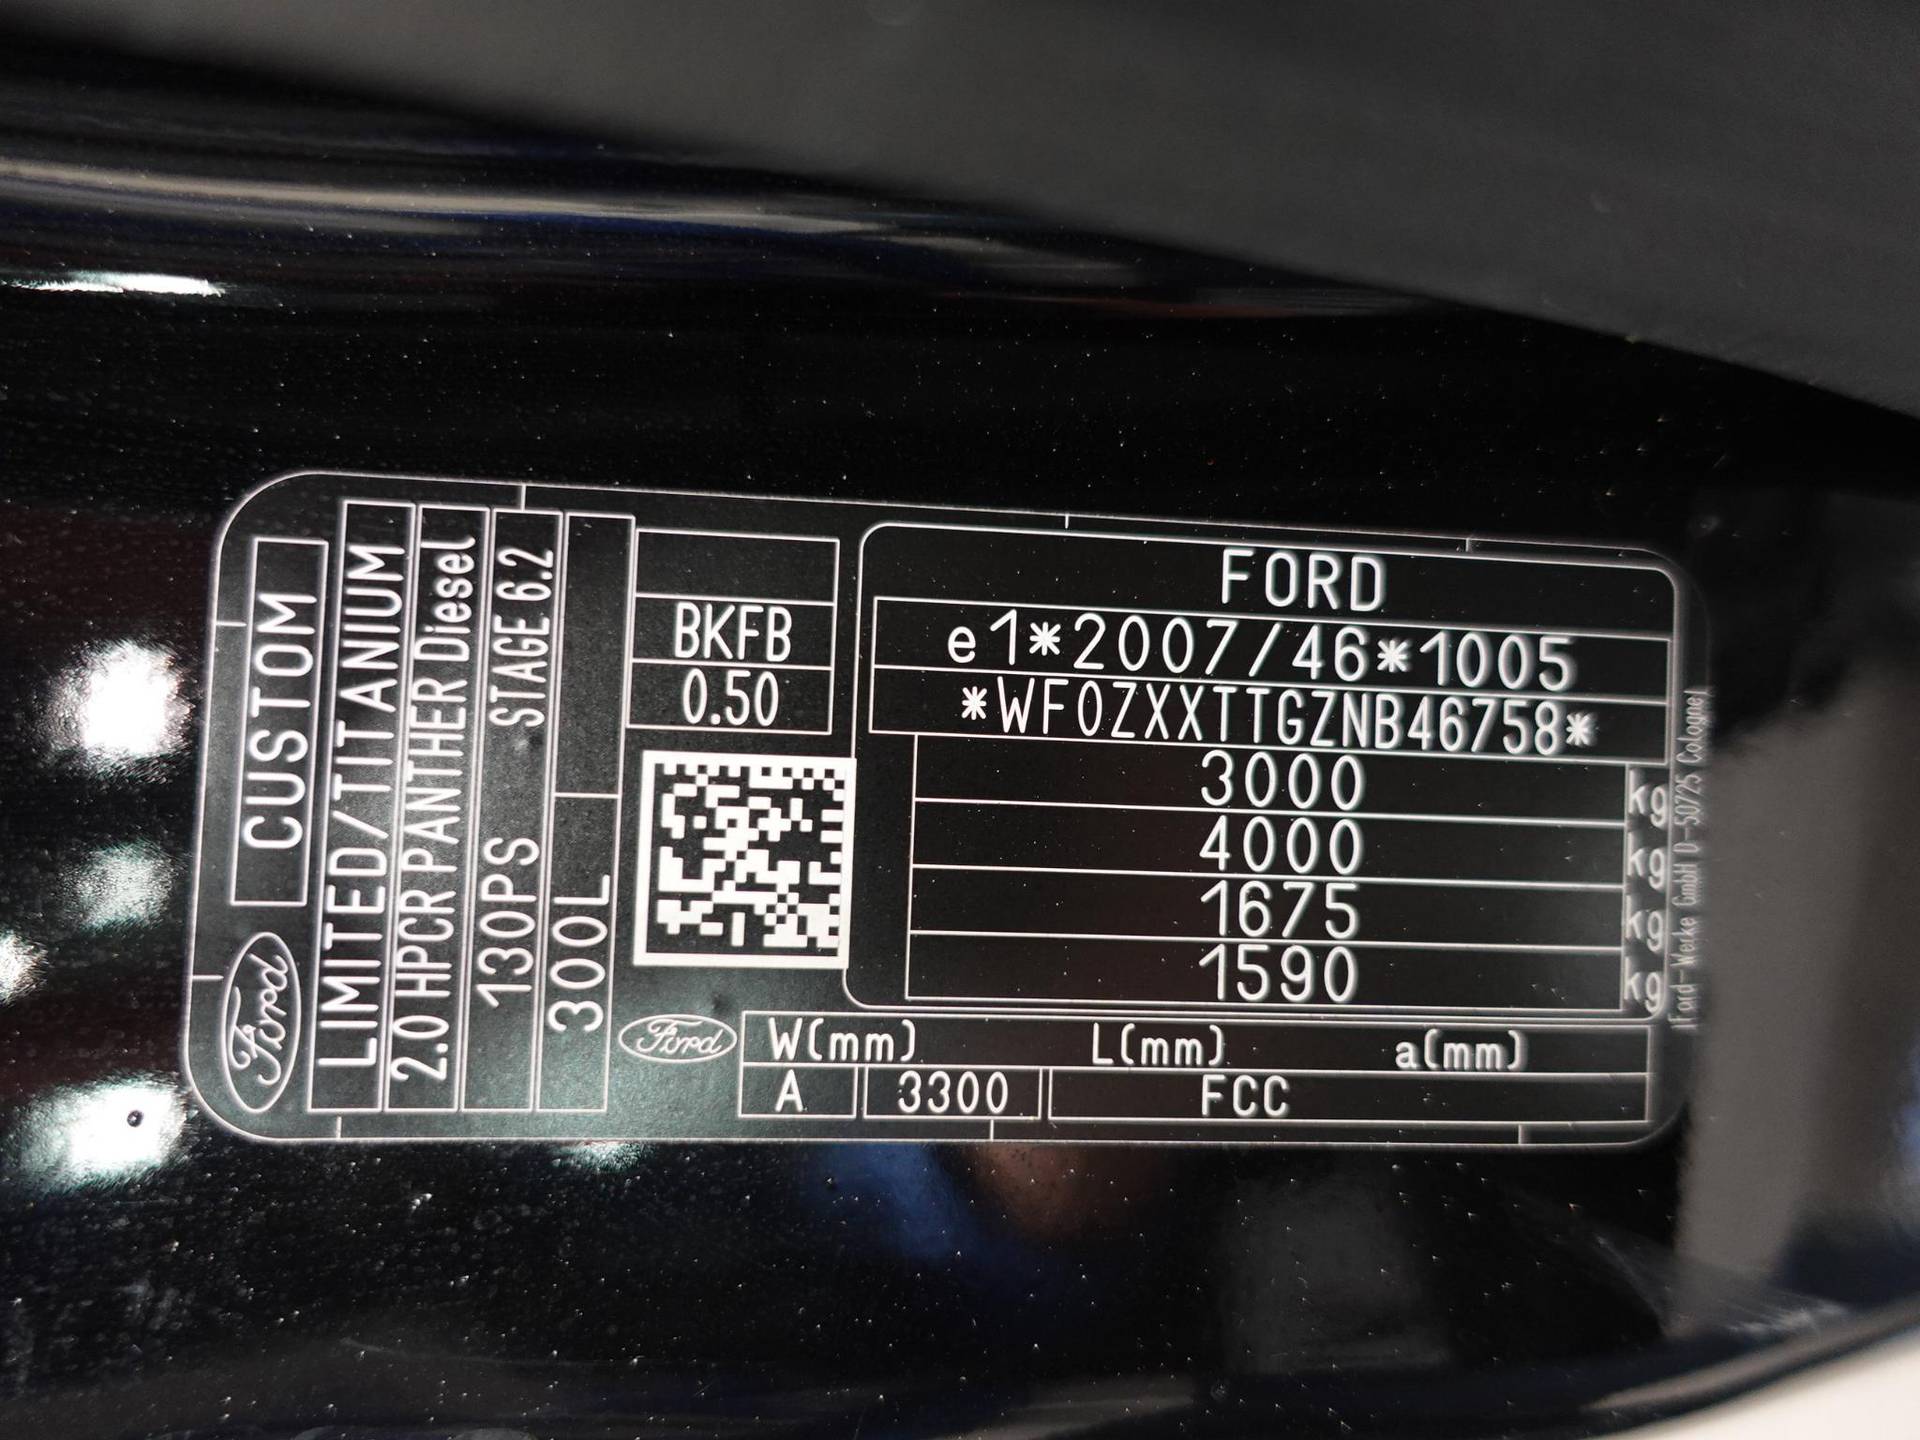 CUSTOM
Ford
LIMITED/TITANIUM
2.0 HPCR PANTHER Diesel
130PS STAGE 6.2
300L
BKFB
0.50
FORD
e1*2007/46*1005
*WF0ZXXTTGZNB46758*
3000 kg
4000 kg
1675 kg
1590 kg
Ford
W(mm) L(mm) a(mm)
A 3300 FCC
Ford-Werke GmbH D-50725 Cologne